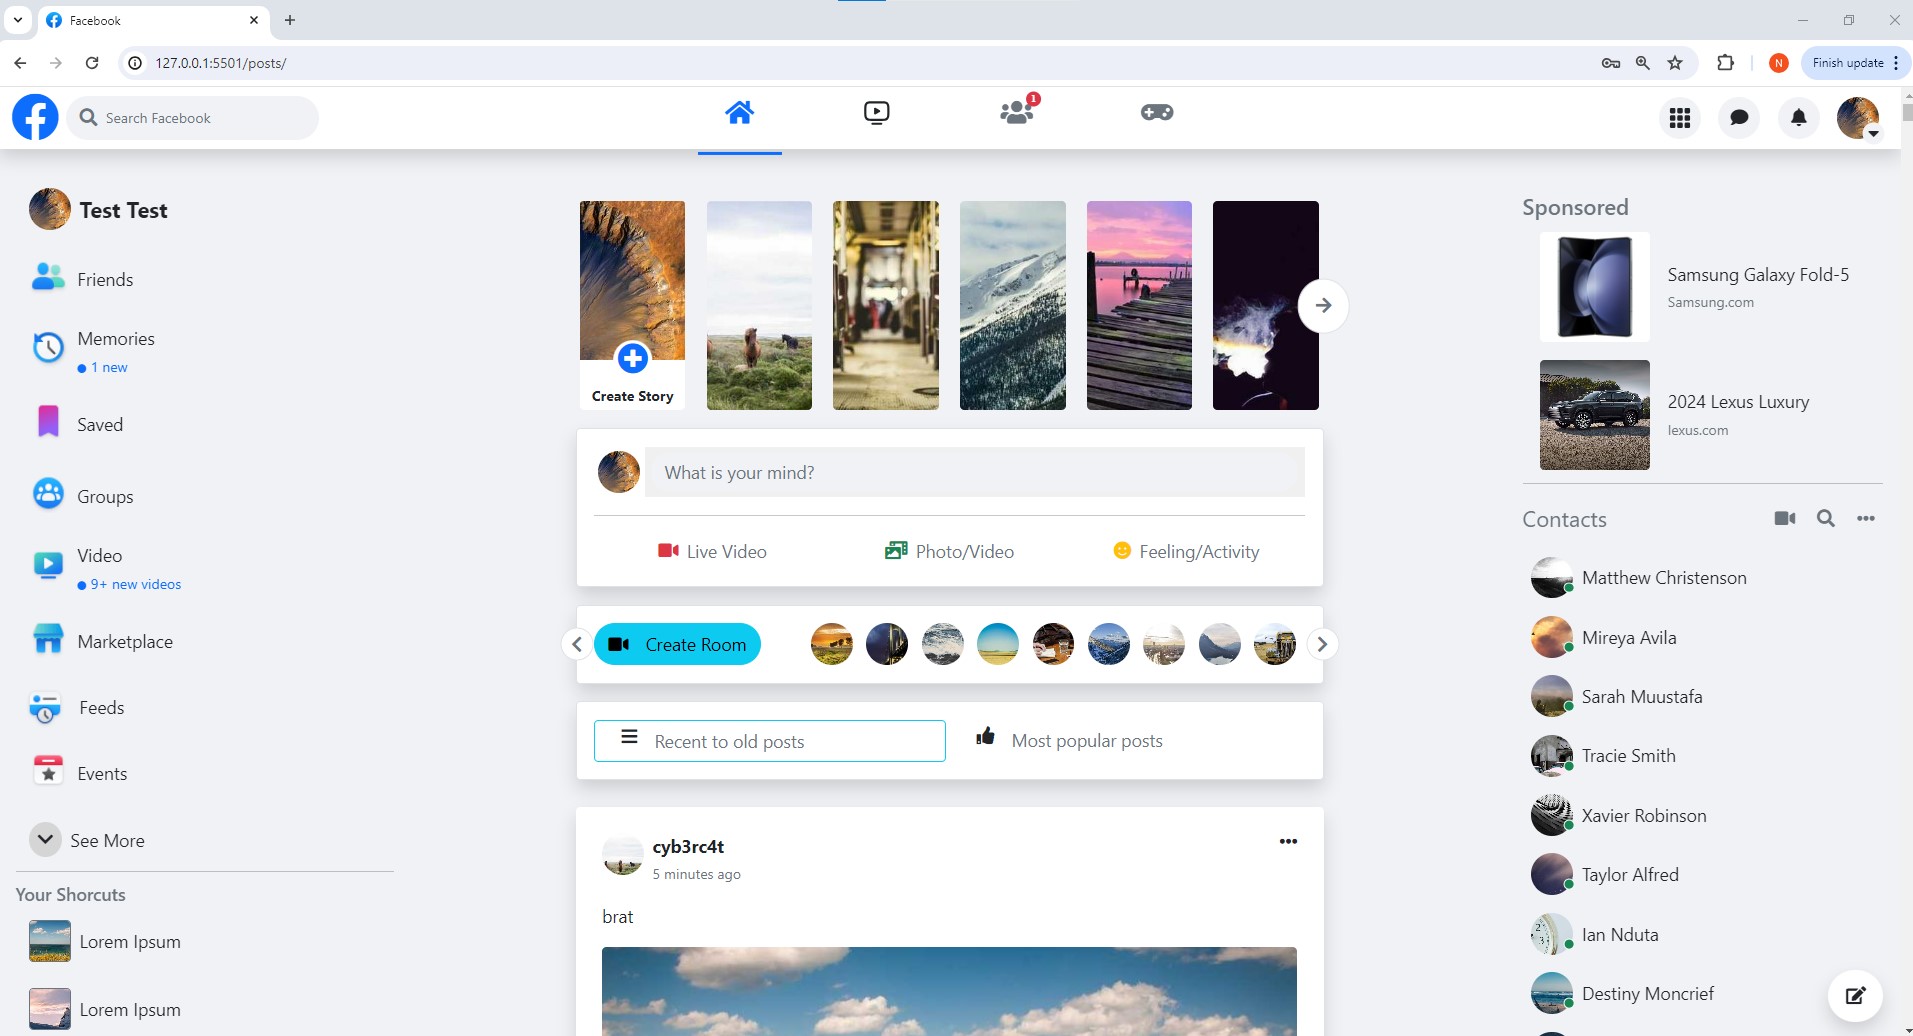 Facebook
127.0.0.1:5501/posts/
Finish update
N
Search Facebook
1
Test Test
Friends
Memories
1 new
Saved
Groups
Video
9+ new videos
Marketplace
Feeds
Events
See More
Your Shorcuts
Lorem Ipsum
Lorem Ipsum
Create Story
What is your mind?
Live Video
Photo/Video
Feeling/Activity
Create Room
Recent to old posts
Most popular posts
cyb3rc4t
5 minutes ago
brat
Sponsored
Samsung Galaxy Fold-5
Samsung.com
2024 Lexus Luxury
lexus.com
Contacts
Matthew Christenson
Mireya Avila
Sarah Muustafa
Tracie Smith
Xavier Robinson
Taylor Alfred
Ian Nduta
Destiny Moncrief